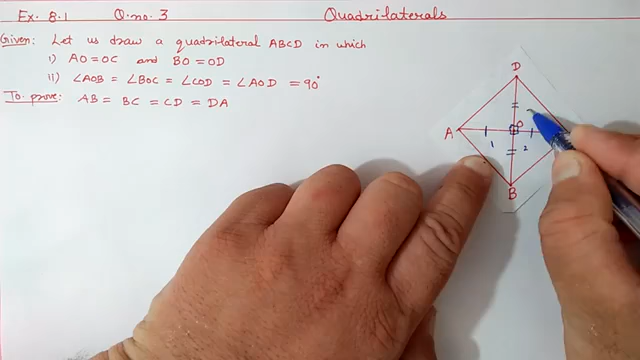 Ex. 8.1 Q.no. 3 Quadrilaterals
Given: Let us draw a quadrilateral ABCD in which
i) AO=OC and BO=OD
ii) ∠AOB = ∠BOC = ∠COD = ∠AOD = 90°
To prove: AB = BC = CD = DA
D
A
O
1 2
B